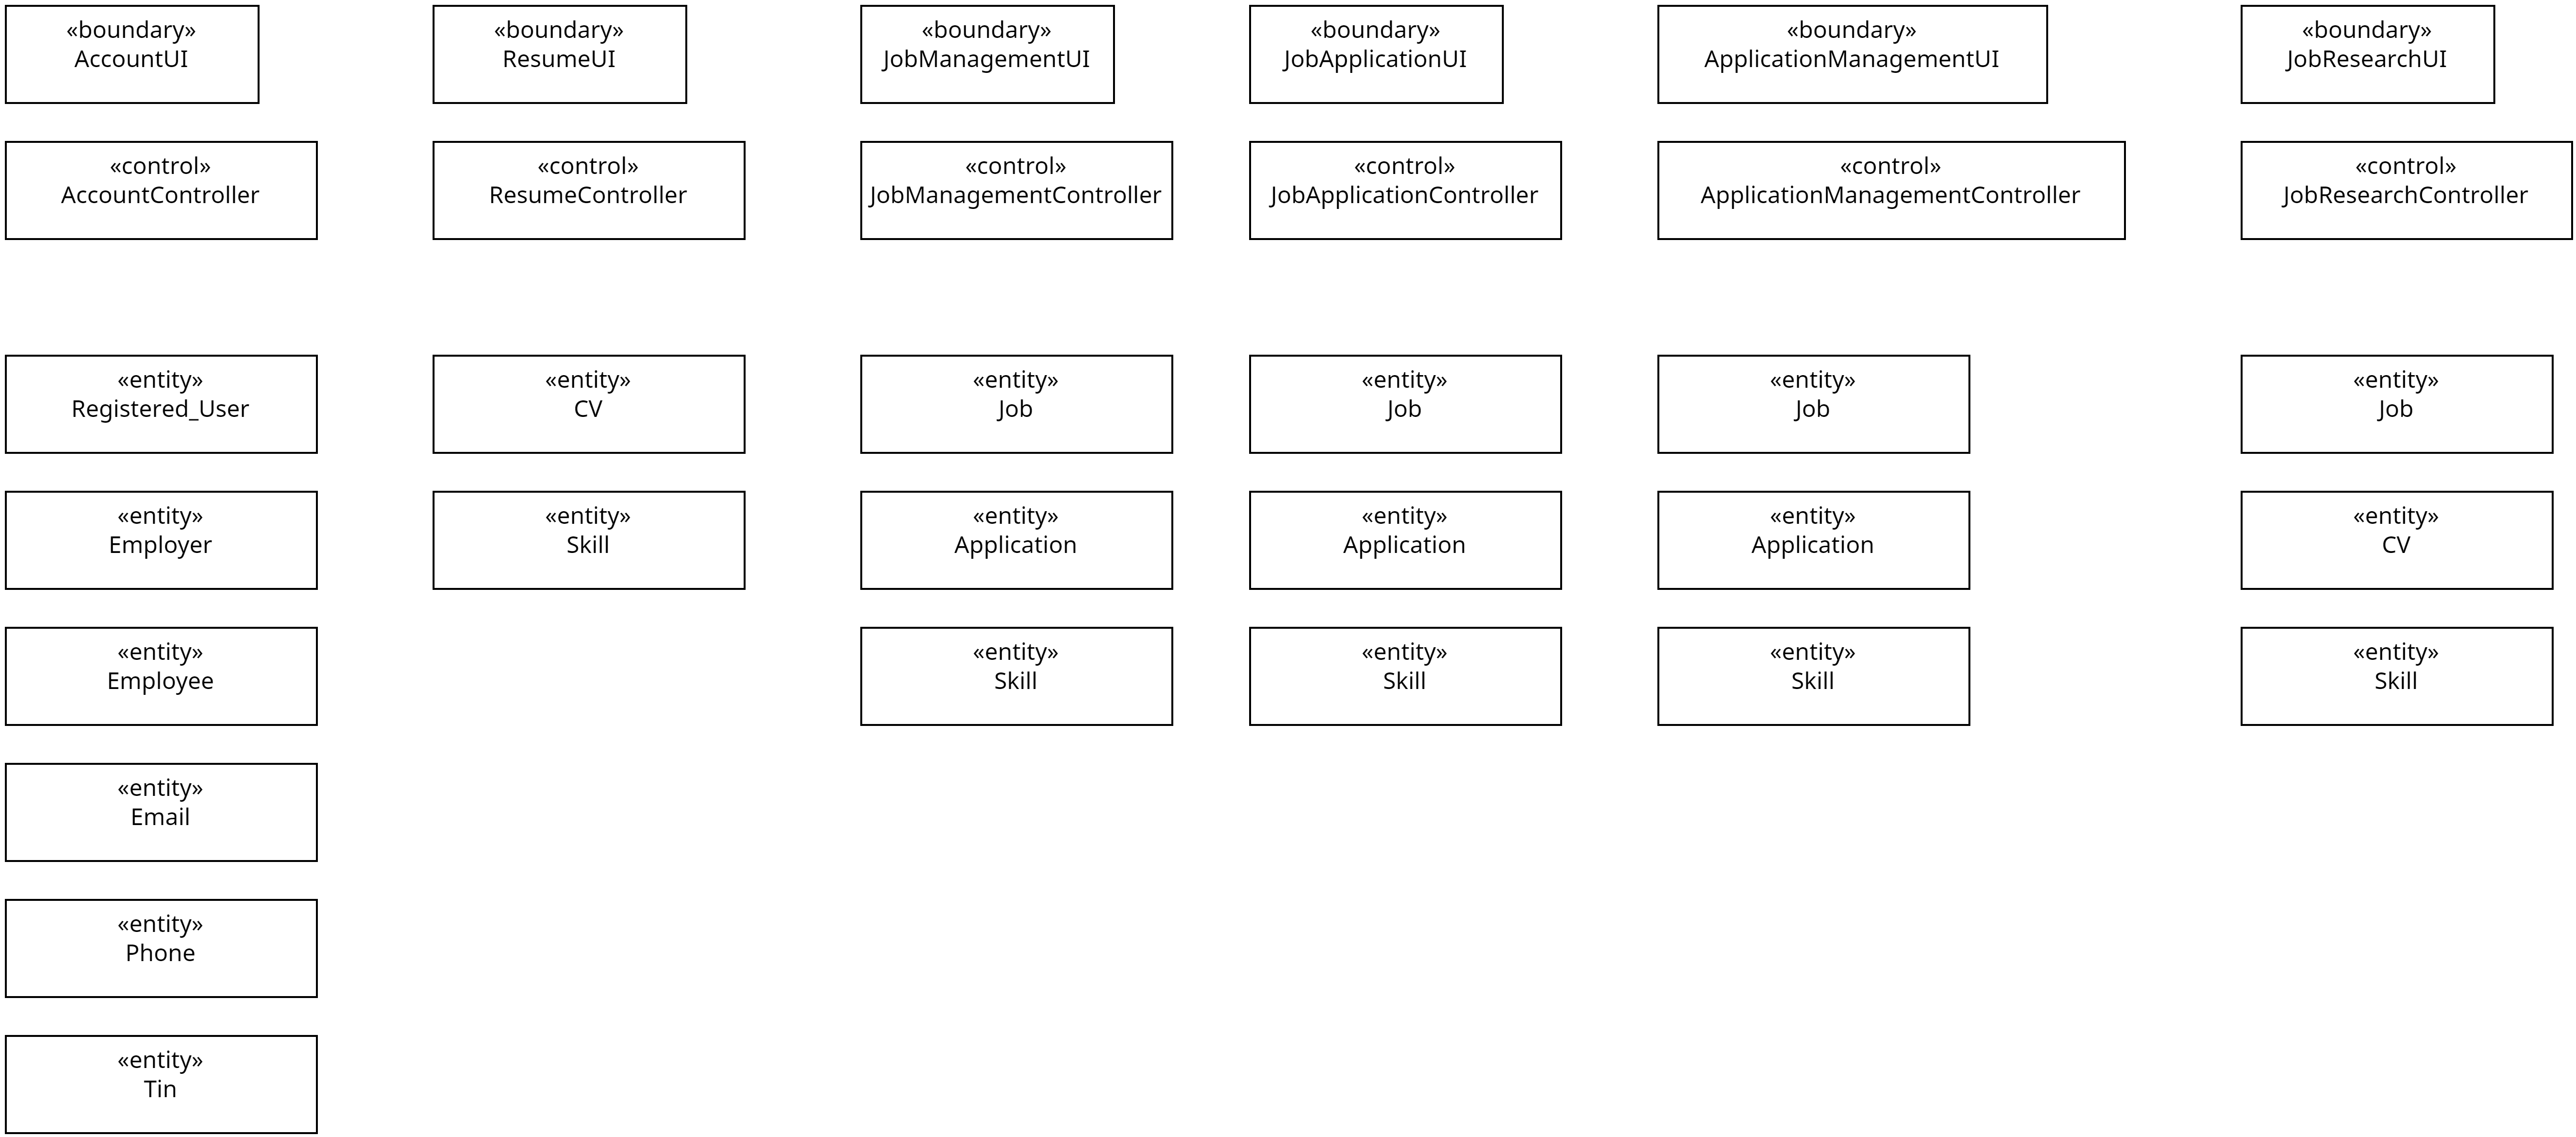 «boundary»
AccountUI
«boundary»
ResumeUI
«boundary»
JobManagementUI
«boundary»
JobApplicationUI
«boundary»
ApplicationManagementUI
«boundary»
JobResearchUI
«control»
AccountController
«control»
ResumeController
«control»
JobManagementController
«control»
JobApplicationController
«control»
ApplicationManagementController
«control»
JobResearchController
«entity»
Registered_User
«entity»
CV
«entity»
Job
«entity»
Job
«entity»
Job
«entity»
Job
«entity»
Employer
«entity»
Skill
«entity»
Application
«entity»
Application
«entity»
Application
«entity»
CV
«entity»
Employee
«entity»
Skill
«entity»
Skill
«entity»
Skill
«entity»
Skill
«entity»
Email
«entity»
Phone
«entity»
Tin